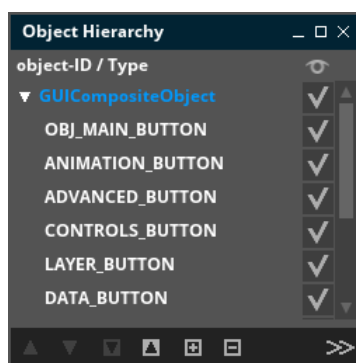 Object Hierarchy
object-ID / Type
GUICompositeObject
OBJ_MAIN_BUTTON
ANIMATION_BUTTON
ADVANCED_BUTTON
CONTROLS_BUTTON
LAYER_BUTTON
DATA_BUTTON